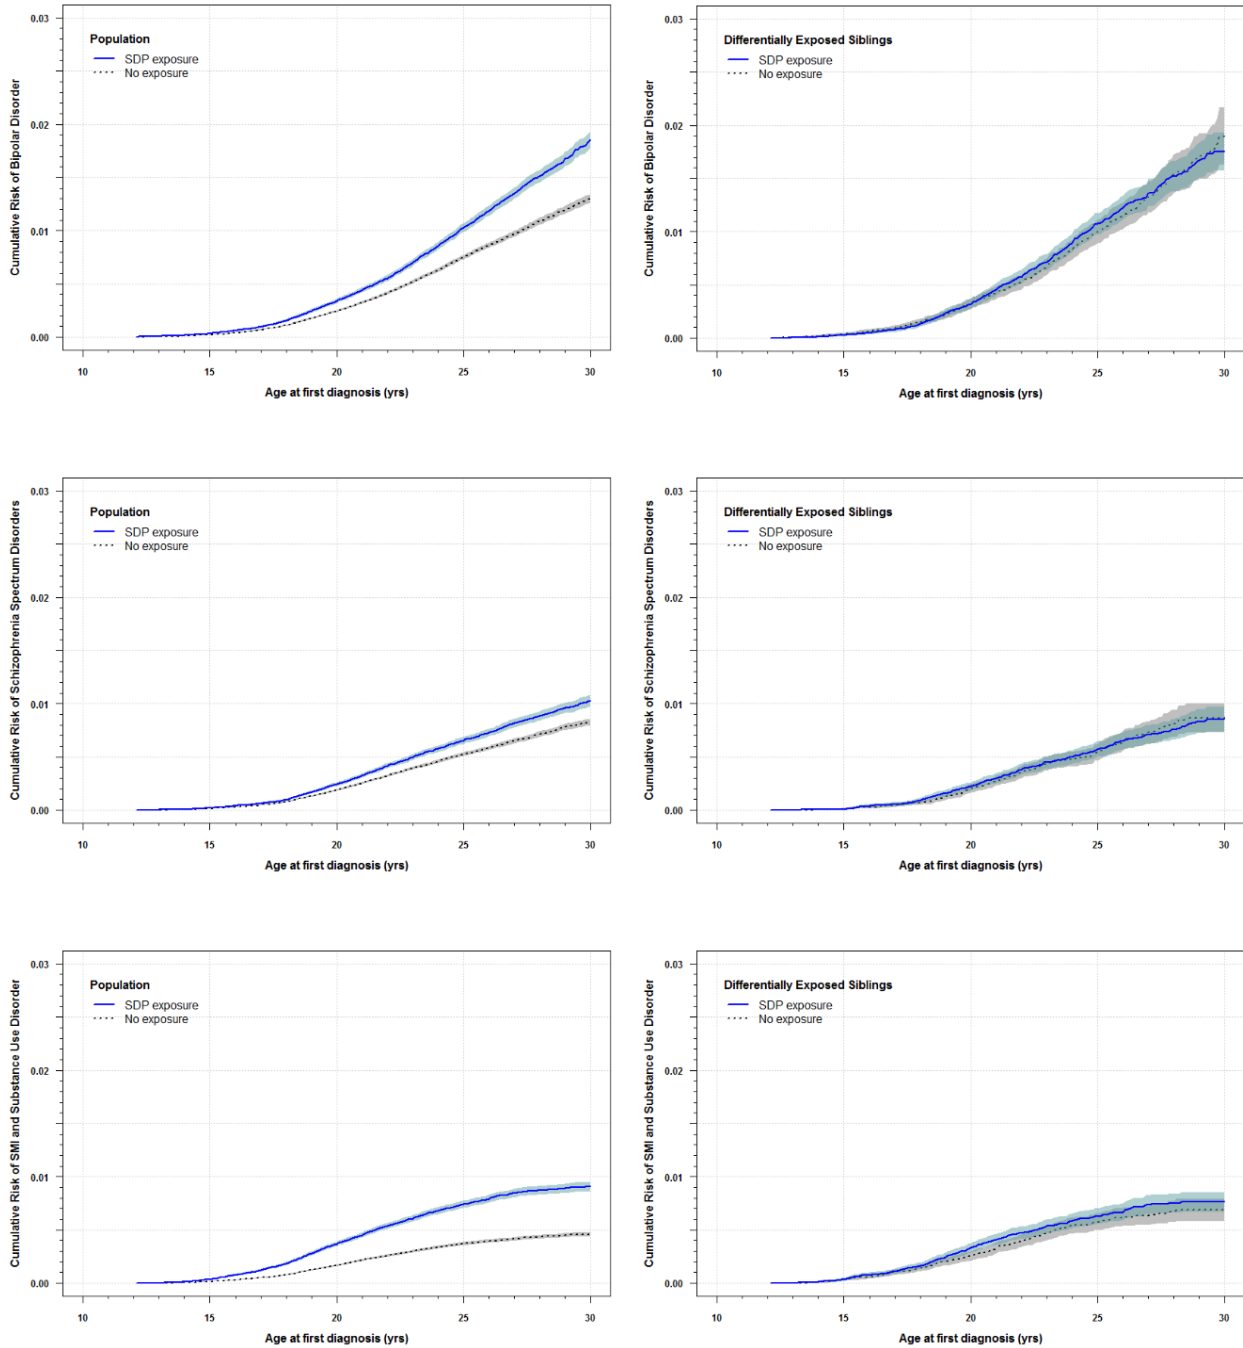 Cumulative Risk of Bipolar Disorder
0.03
0.02
0.01
0.00
Population
SDP exposure
No exposure
10 15 20 25 30
Age at first diagnosis (yrs)
Cumulative Risk of Bipolar Disorder
0.03
0.02
0.01
0.00
Differentially Exposed Siblings
SDP exposure
No exposure
10 15 20 25 30
Age at first diagnosis (yrs)
Cumulative Risk of Schizophrenia Spectrum Disorders
0.03
0.02
0.01
0.00
Population
SDP exposure
No exposure
10 15 20 25 30
Age at first diagnosis (yrs)
Cumulative Risk of Schizophrenia Spectrum Disorders
0.03
0.02
0.01
0.00
Differentially Exposed Siblings
SDP exposure
No exposure
10 15 20 25 30
Age at first diagnosis (yrs)
Cumulative Risk of SMI and Substance Use Disorder
0.03
0.02
0.01
0.00
Population
SDP exposure
No exposure
10 15 20 25 30
Age at first diagnosis (yrs)
Cumulative Risk of SMI and Substance Use Disorder
0.03
0.02
0.01
0.00
Differentially Exposed Siblings
SDP exposure
No exposure
10 15 20 25 30
Age at first diagnosis (yrs)